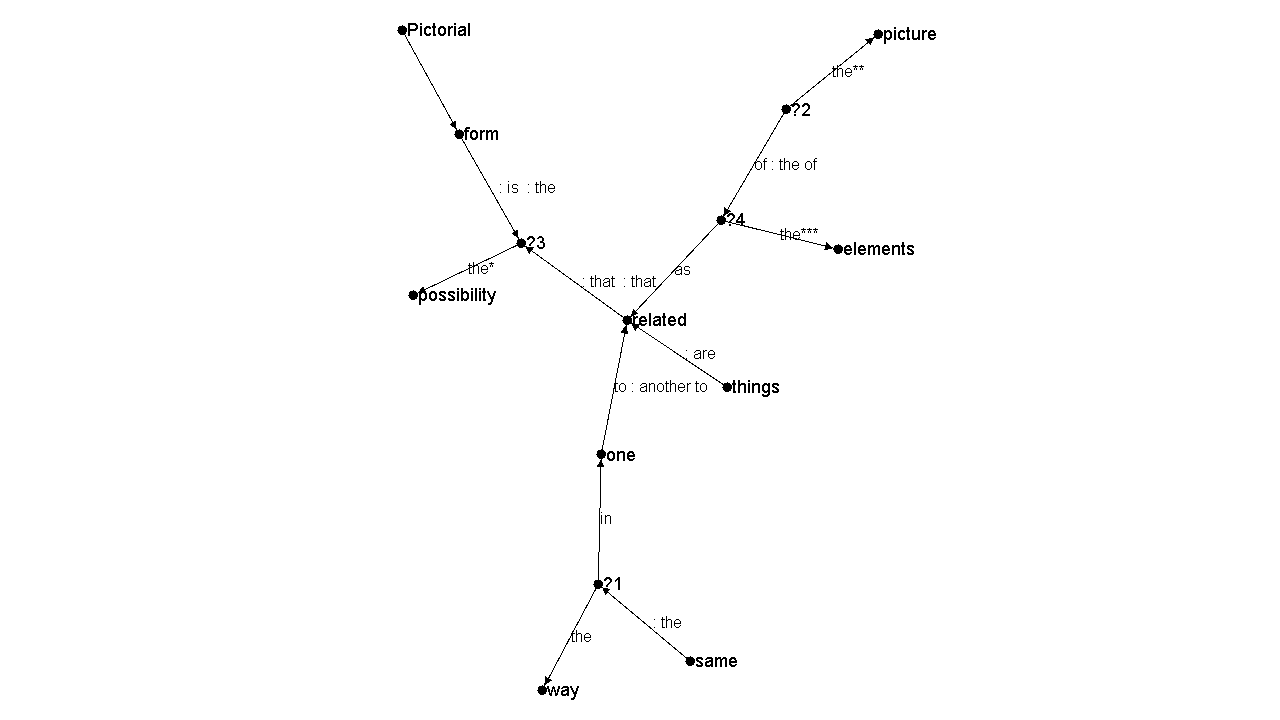 Pictorial
picture
the**
?2
form
of : the of
: is : the
?4
the***
?3
elements
the*
as
: that : that
possibility
related
: are
to : another to
things
one
in
?1
: the
the
same
way